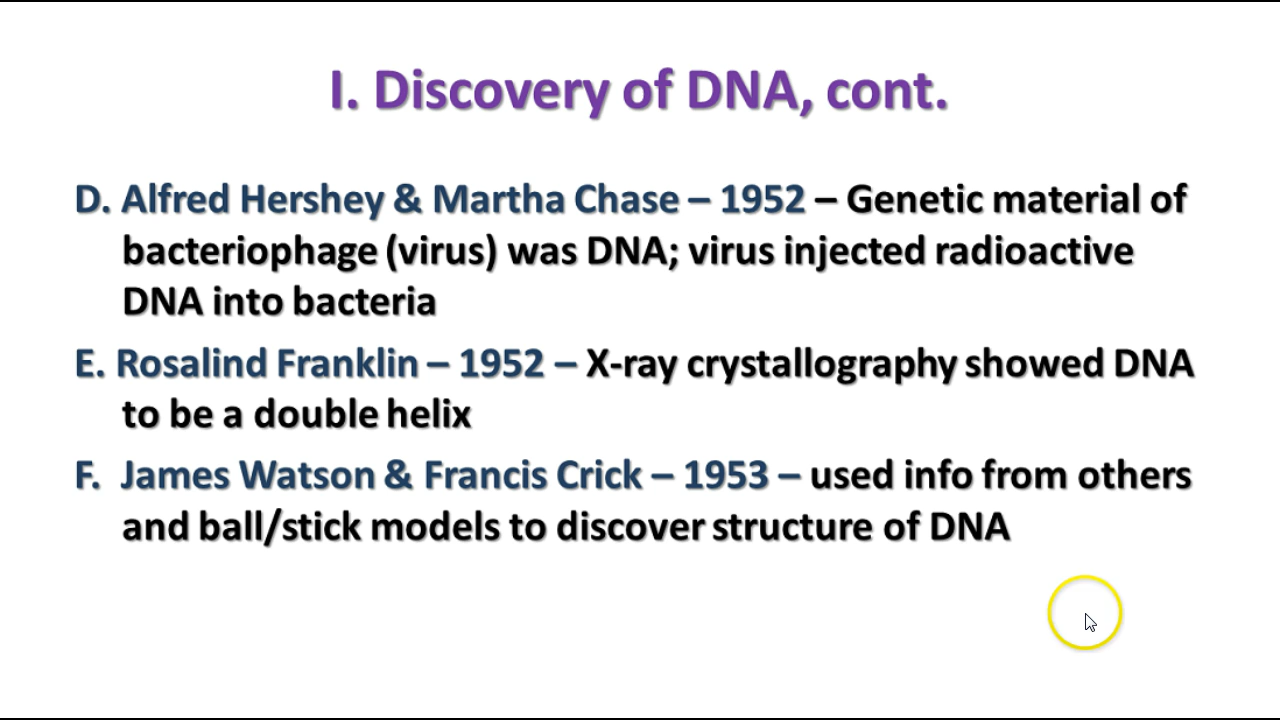 I. Discovery of DNA, cont.
D. Alfred Hershey & Martha Chase – 1952 – Genetic material of
bacteriophage (virus) was DNA; virus injected radioactive
DNA into bacteria
E. Rosalind Franklin – 1952 – X-ray crystallography showed DNA
to be a double helix
F. James Watson & Francis Crick – 1953 – used info from others
and ball/stick models to discover structure of DNA